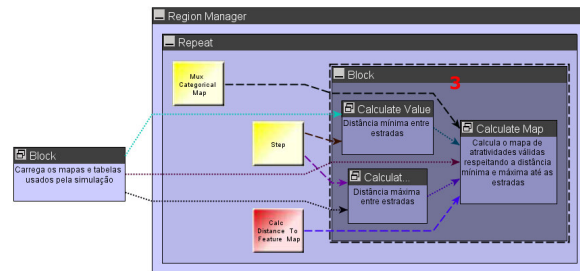 Region Manager
Repeat
Mux
Categorical
Map
Block
3
Calculate Value
Distância mínima entre
estradas
Calculate Map
Calcula o mapa de
atratividades válidas
respeitando a distância
mínima e máxima até as
estradas
Step
Block
Carrega os mapas e tabelas
usados pela simulação
Calculat...
Distância máxima
entre estradas
Calc
Distance To
Feature Map